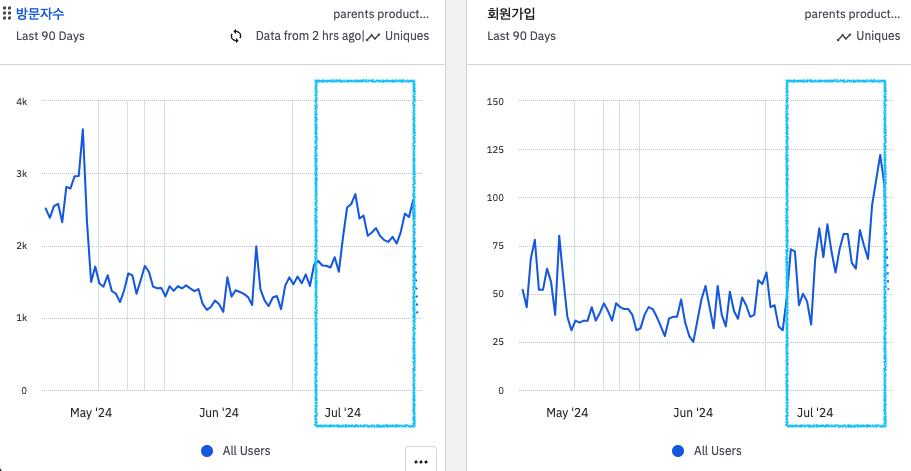 방문자수
parents product...
Last 90 Days
Data from 2 hrs ago|
Uniques
4k
3k
2k
1k
0
May '24
Jun '24
Jul '24
All Users
...
회원가입
parents product...
Last 90 Days
Uniques
150
125
100
75
50
25
0
May '24
Jun '24
Jul '24
All Users